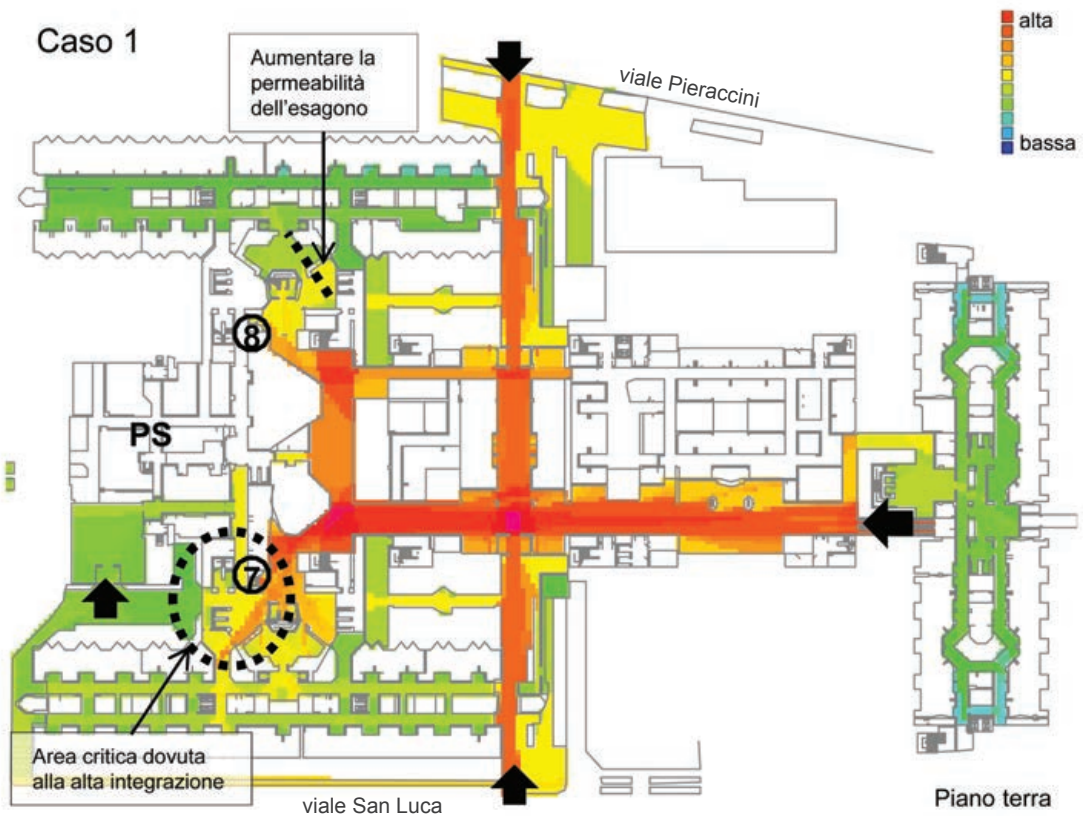 Caso 1
Aumentare la
permeabilità
dell'esagono
viale Pieraccini
alta
bassa
8
PS
7
Area critica dovuta
alla alta integrazione
viale San Luca
Piano terra